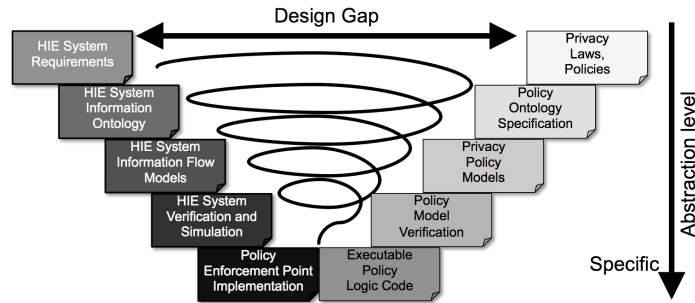 Design Gap
HIE System
Requirements
Privacy
Laws,
Policies
HIE System
Information
Ontology
Policy
Ontology
Specification
HIE System
Information Flow
Models
Privacy
Policy
Models
HIE System
Verification and
Simulation
Policy
Model
Verification
Policy
Enforcement Point
Implementation
Executable
Policy
Logic Code
Abstraction level
Specific